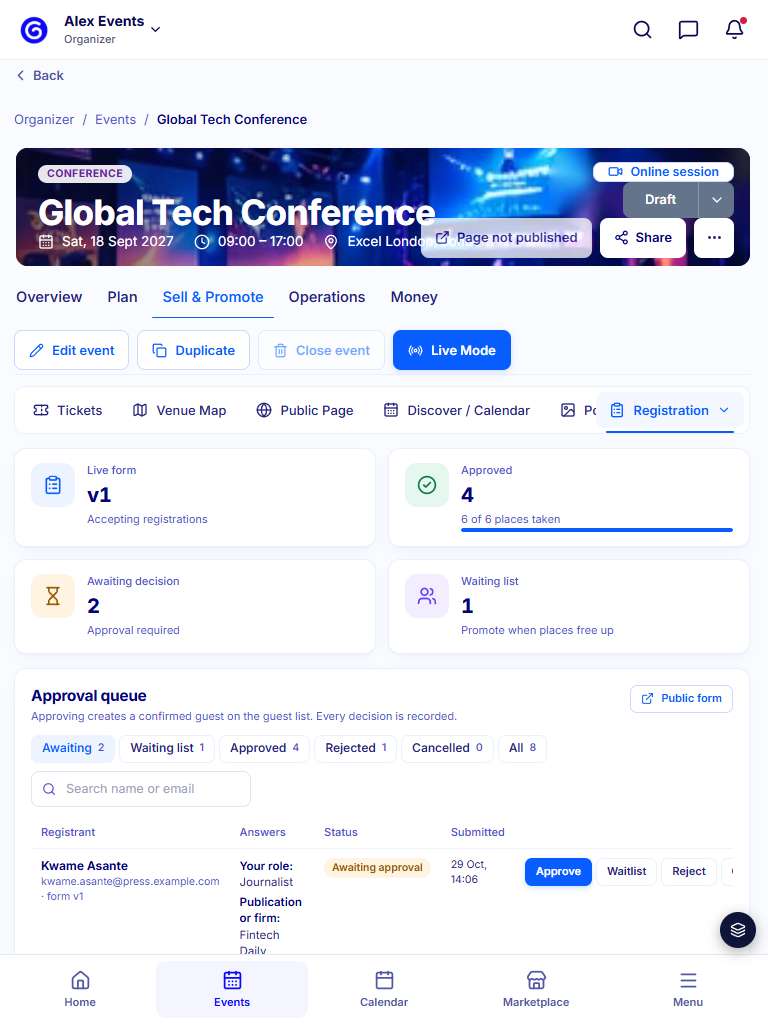 Alex Events
Organizer
Back
Organizer / Events / Global Tech Conference
CONFERENCE
Online session
Draft
Global Tech Conference
Sat, 18 Sept 2027 09:00 – 17:00 Excel London
Page not published
Share
Overview Plan Sell & Promote Operations Money
Edit event Duplicate Close event Live Mode
Tickets Venue Map Public Page Discover / Calendar Registration
Live form
v1
Accepting registrations
Approved
4
6 of 6 places taken
Awaiting decision
2
Approval required
Waiting list
1
Promote when places free up
Approval queue
Approving creates a confirmed guest on the guest list. Every decision is recorded.
Public form
Awaiting 2 Waiting list 1 Approved 4 Rejected 1 Cancelled 0 All 8
Search name or email
Registrant Answers Status Submitted
Kwame Asante
kwame.asante@press.example.com
· form v1
Your role:
Journalist
Publication
or firm:
Fintech
Daily
Awaiting approval
29 Oct,
14:06
Approve Waitlist Reject
Home Events Calendar Marketplace Menu